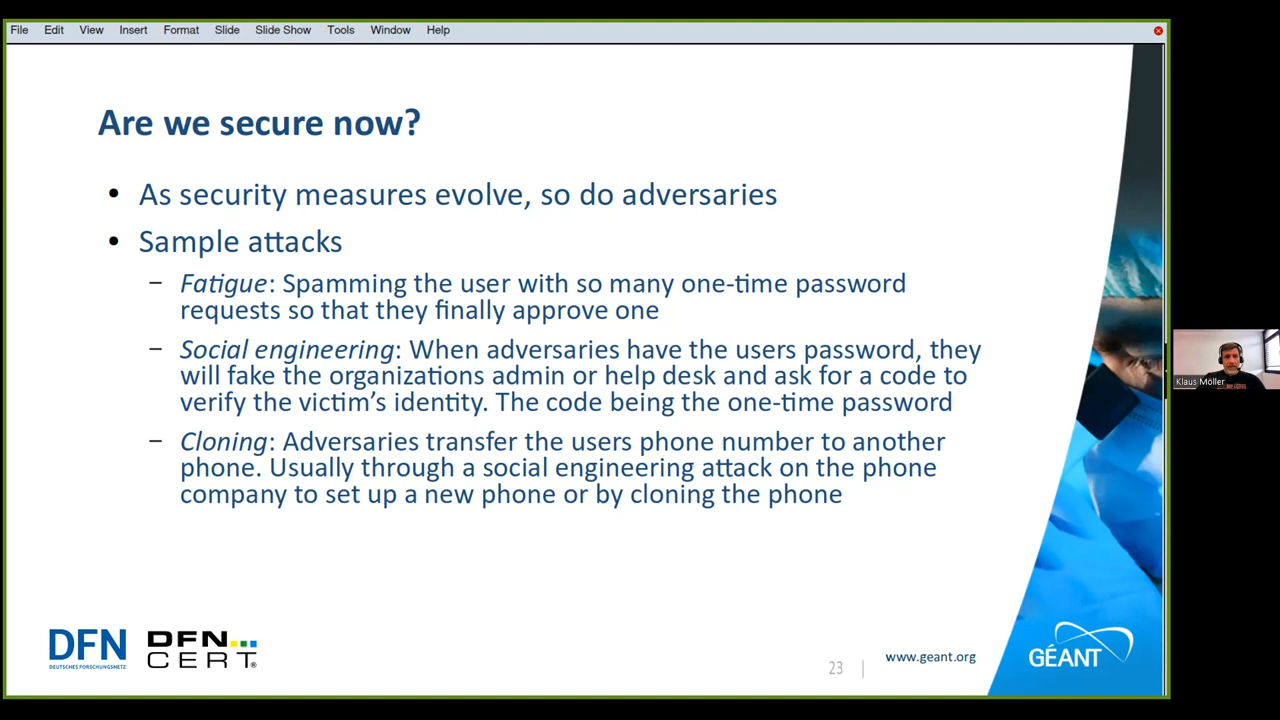 File Edit View Insert Format Slide Slide Show Tools Window Help
Are we secure now?
• As security measures evolve, so do adversaries
• Sample attacks
– Fatigue: Spamming the user with so many one-time password
requests so that they finally approve one
– Social engineering: When adversaries have the users password, they
will fake the organizations admin or help desk and ask for a code to
verify the victim's identity. The code being the one-time password
– Cloning: Adversaries transfer the users phone number to another
phone. Usually through a social engineering attack on the phone
company to set up a new phone or by cloning the phone
Klaus Möller
DFN
DEUTSCHES FORSCHUNGSNETZ
DFN...
CERT®
23 |
www.geant.org
GÉANT